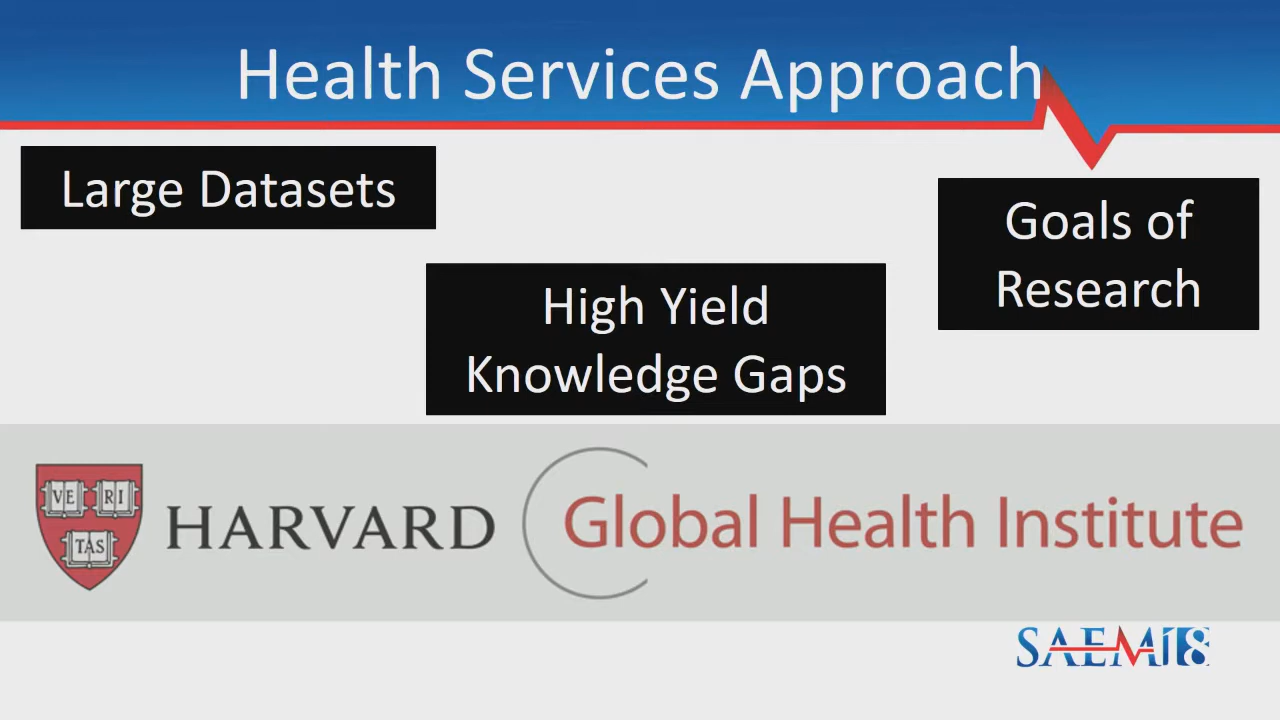 Health Services Approach
Large Datasets
Goals of
Research
High Yield
Knowledge Gaps
VE RI
TAS
HARVARD
Global Health Institute
SAEM18